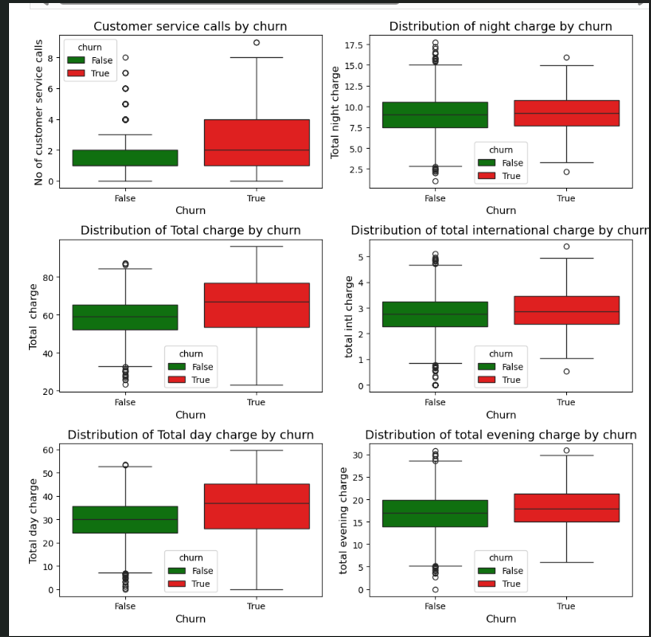 Customer service calls by churn
No of customer service calls
8
6
4
2
0
churn
False
True
False
True
Churn
Distribution of night charge by churn
Total night charge
17.5
15.0
12.5
10.0
7.5
5.0
2.5
churn
False
True
False
True
Churn
Distribution of Total charge by churn
Total charge
80
60
40
20
churn
False
True
False
True
Churn
Distribution of total international charge by churn
total intl charge
5
4
3
2
1
0
churn
False
True
False
True
Churn
Distribution of Total day charge by churn
Total day charge
60
50
40
30
20
10
0
churn
False
True
False
True
Churn
Distribution of total evening charge by churn
total evening charge
30
25
20
15
10
5
0
churn
False
True
False
True
Churn